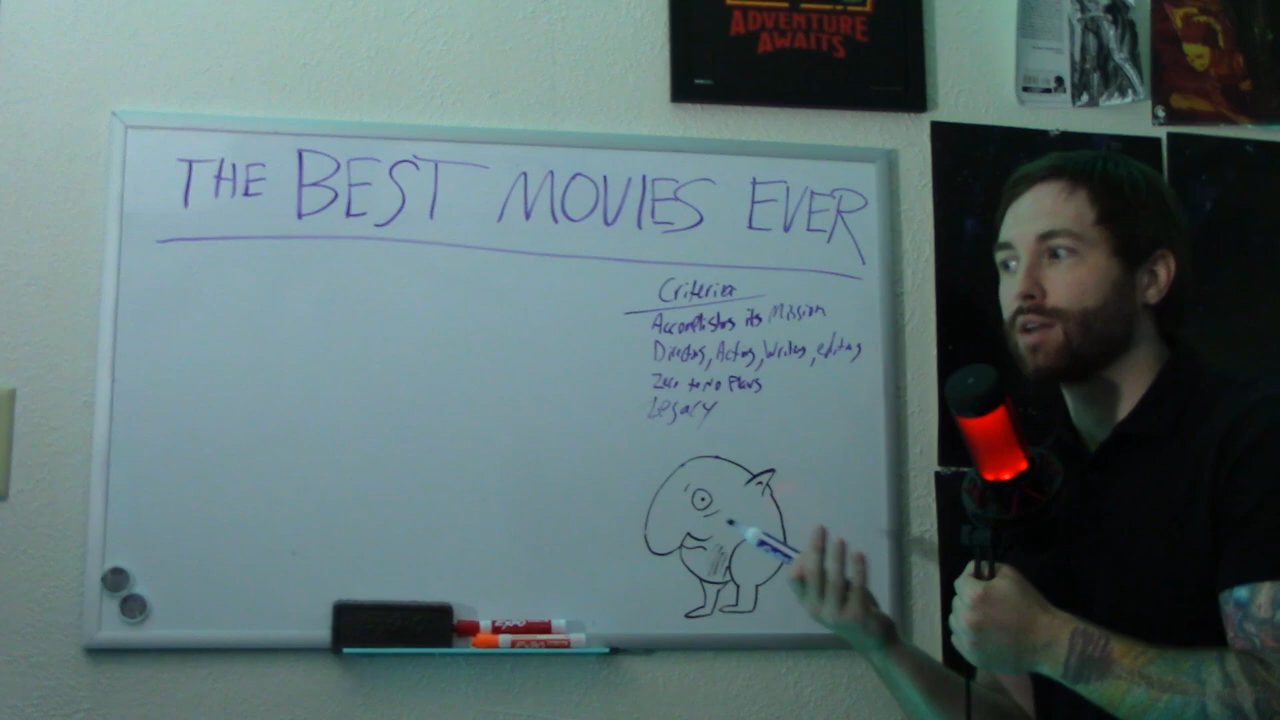 ADVENTURE
AWAITS
THE BEST MOVIES EVER
Criteria
Accomplishes its Mission
Directing, Acting, Writing, editing
Zero to no Flaws
Legacy
expo